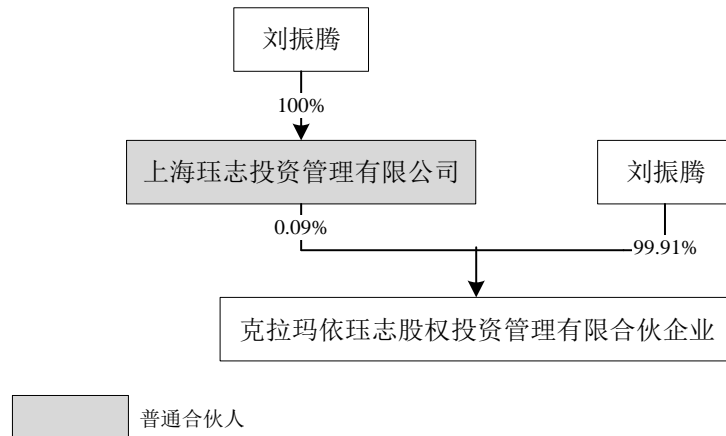 刘振腾
100%
上海珏志投资管理有限公司
刘振腾
0.09%
99.91%
克拉玛依珏志股权投资管理有限合伙企业
普通合伙人